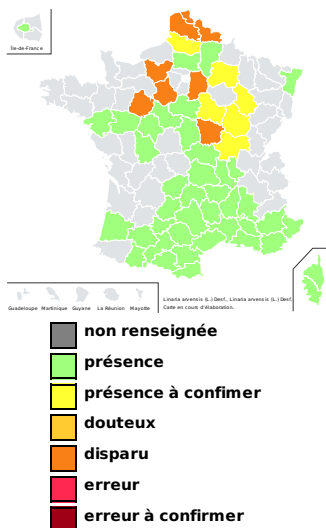 Île-de-France
Guadeloupe Martinique Guyane La Réunion Mayotte
Linaria arvensis (L.) Desf., Linaria arvensis (L.) Desf.
Carte en cours d'élaboration.
non renseignée
présence
présence à confimer
douteux
disparu
erreur
erreur à confirmer